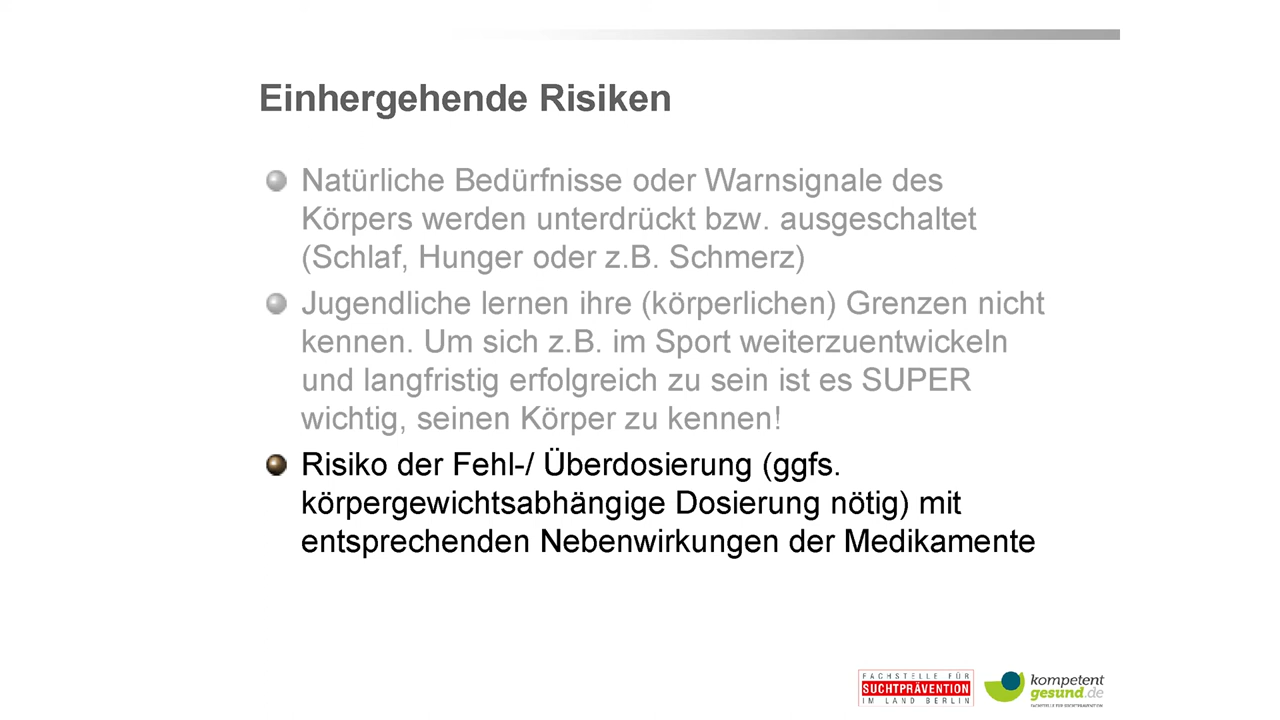 Einhergehende Risiken
Natürliche Bedürfnisse oder Warnsignale des
Körpers werden unterdrückt bzw. ausgeschaltet
(Schlaf, Hunger oder z.B. Schmerz)
Jugendliche lernen ihre (körperlichen) Grenzen nicht
kennen. Um sich z.B. im Sport weiterzuentwickeln
und langfristig erfolgreich zu sein ist es SUPER
wichtig, seinen Körper zu kennen!
Risiko der Fehl-/ Überdosierung (ggfs.
körpergewichtsabhängige Dosierung nötig) mit
entsprechenden Nebenwirkungen der Medikamente
FACHSTELLE FÜR
SUCHTPRÄVENTION
IM LAND BERLIN
kompetent
gesund.de
FACHSTELLE FÜR SUCHTPRÄVENTION